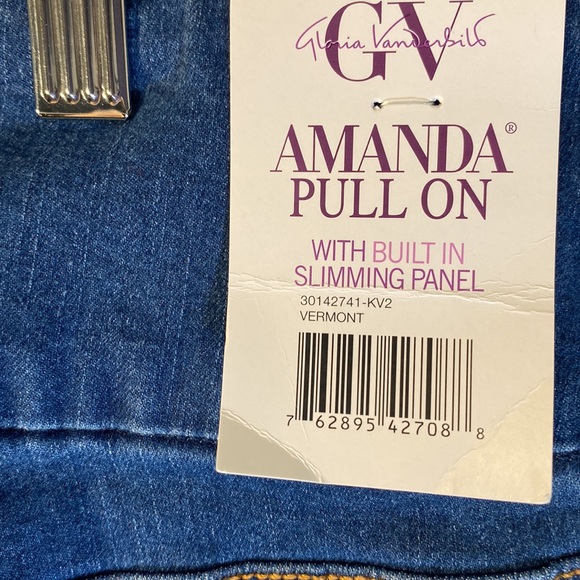 GV
Gloria Vanderbilt
AMANDA®
PULL ON
WITH BUILT IN
SLIMMING PANEL
30142741-KV2
VERMONT
7 62895 42708 8